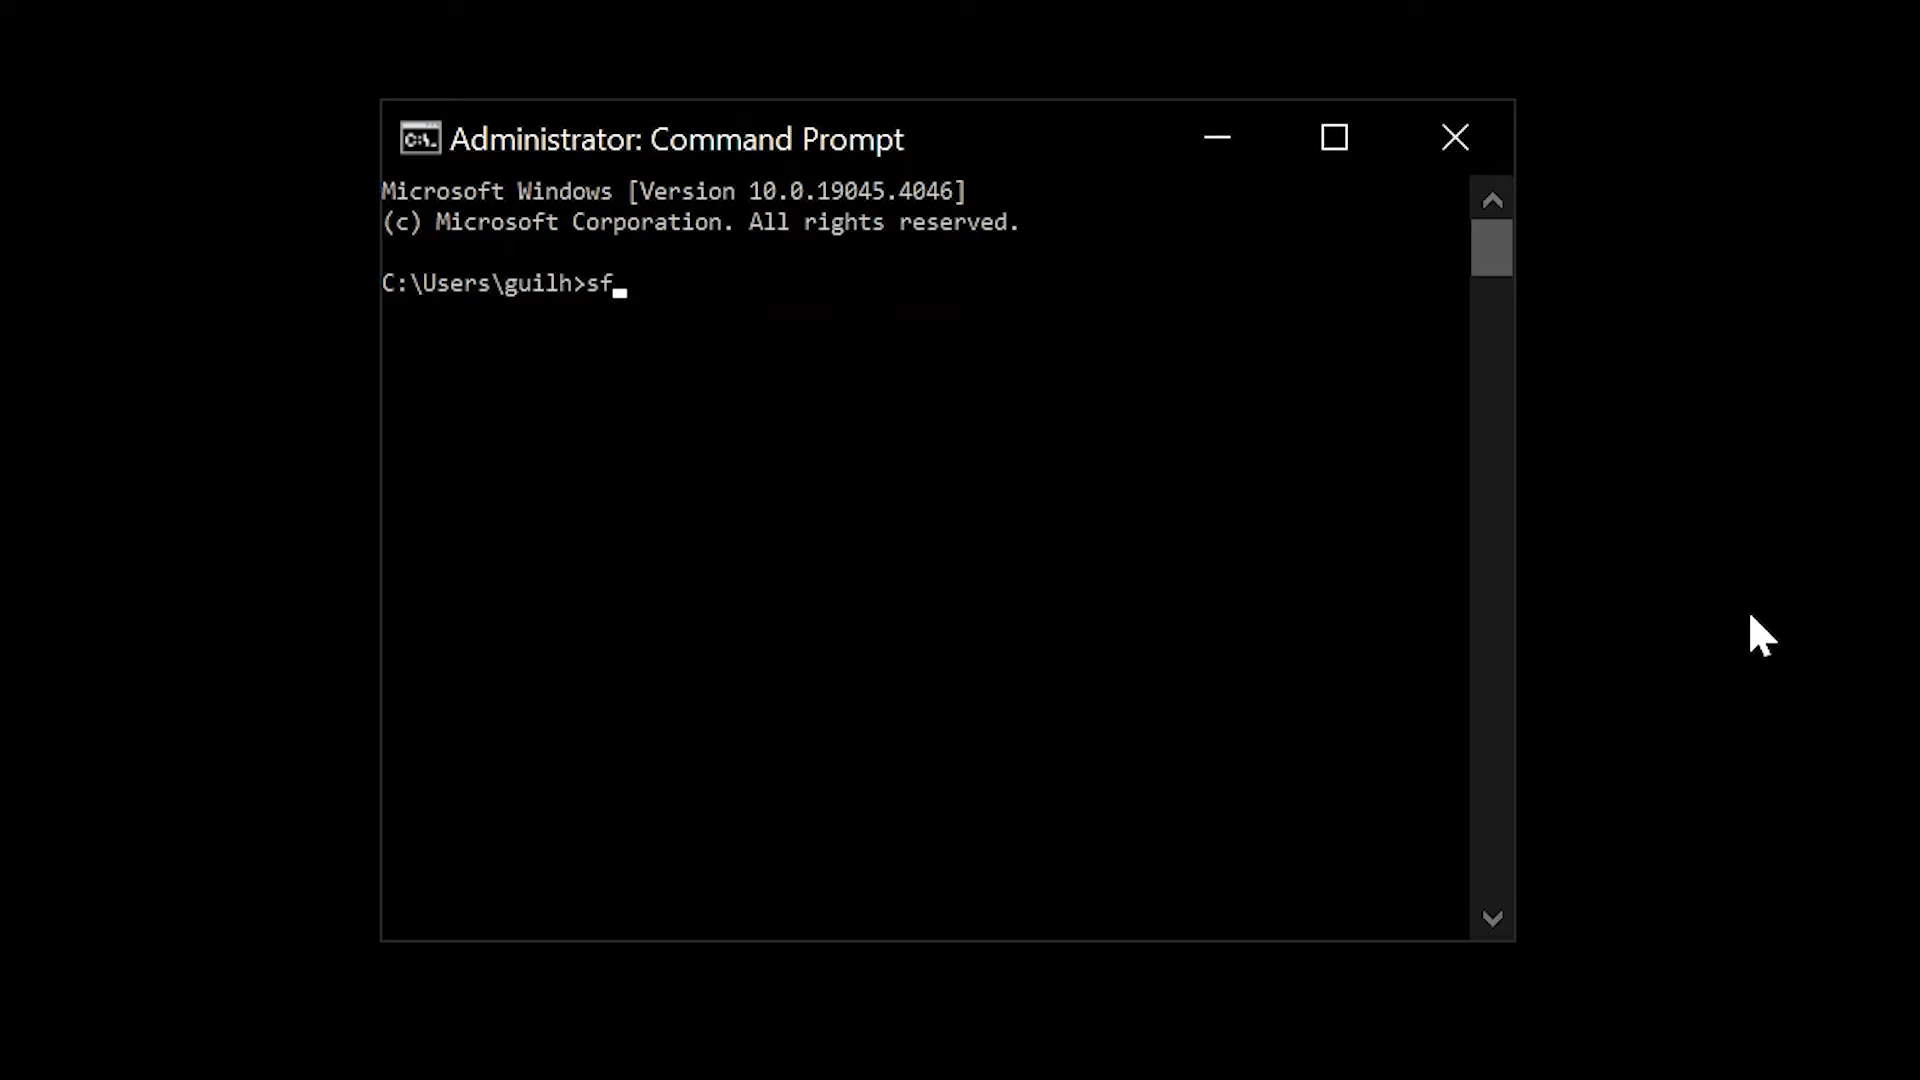 Administrator: Command Prompt
Microsoft Windows [Version 10.0.19045.4046]
(c) Microsoft Corporation. All rights reserved.
C:\Users\guilh>sf